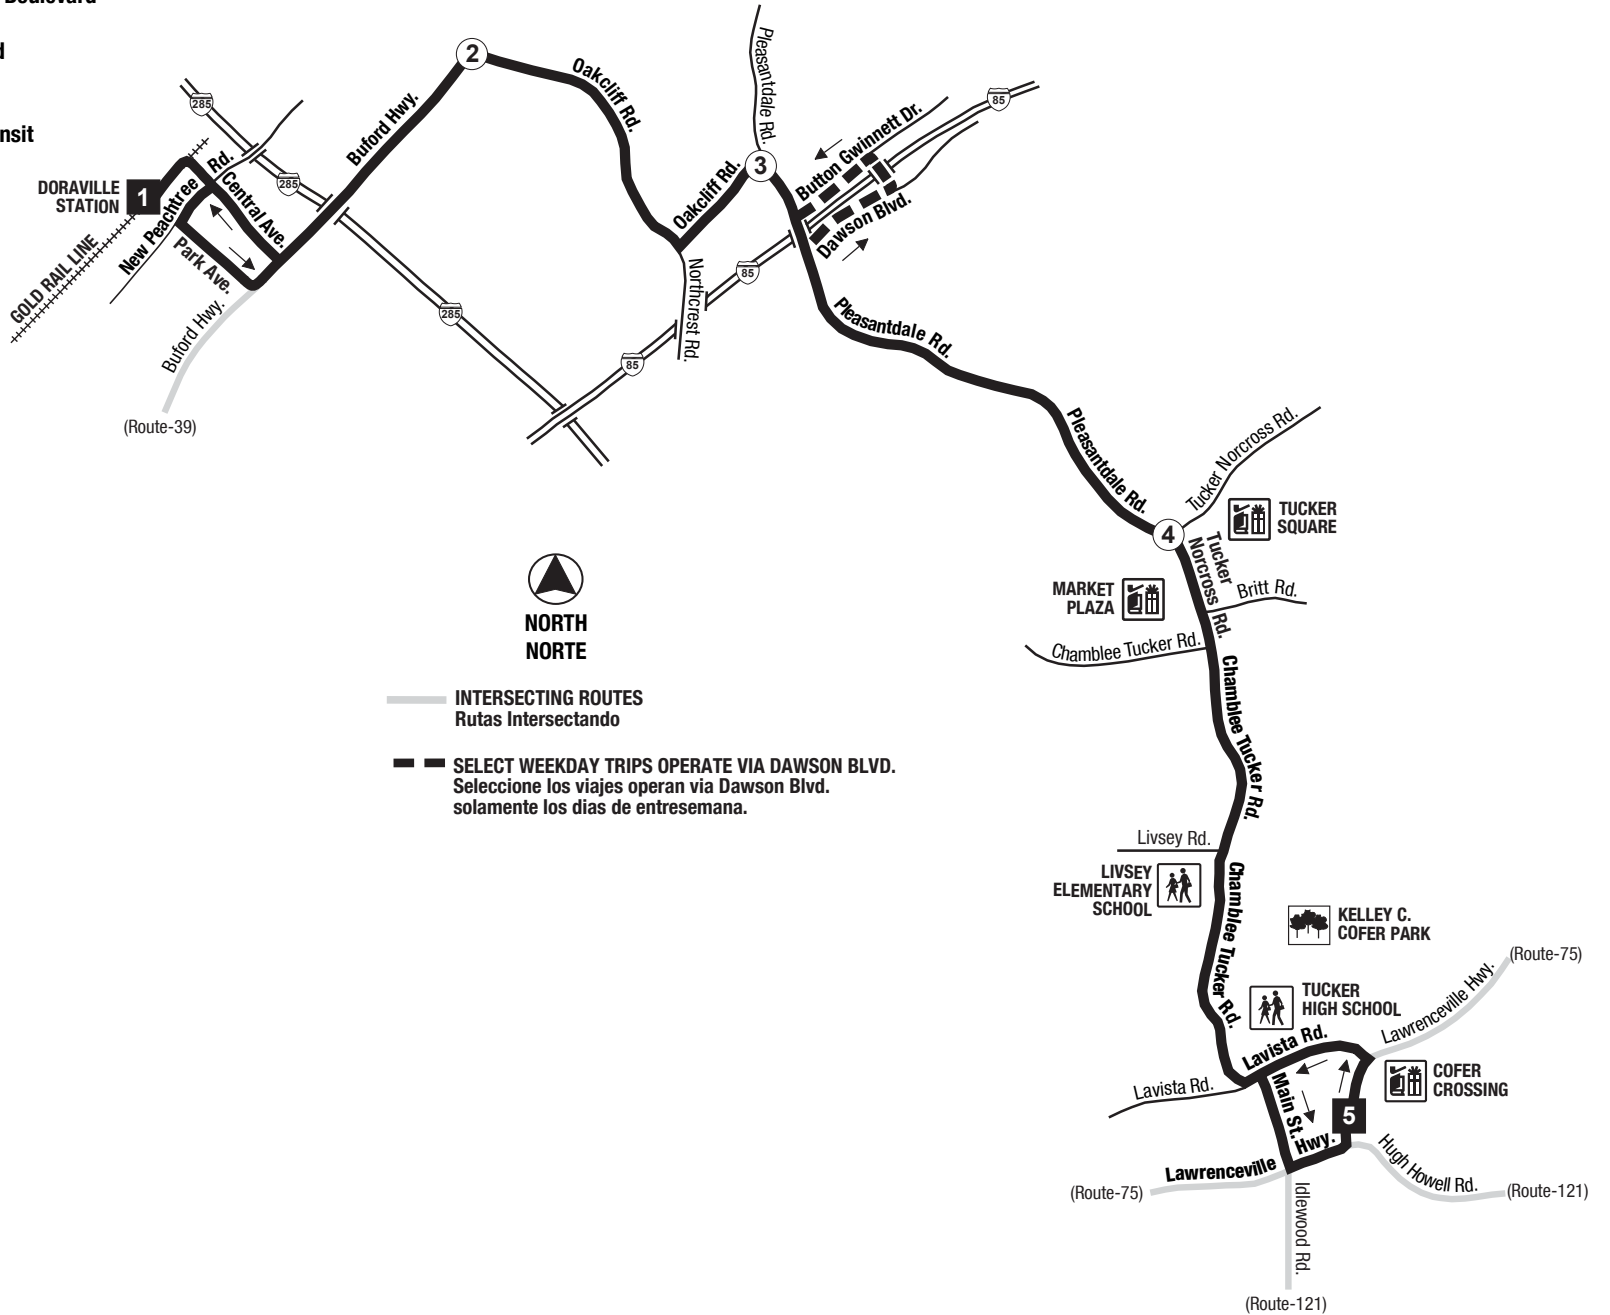 Boulevard
d
nsit
DORAVILLE
STATION
1
GOLD RAIL LINE
New Peachtree Rd.
Central Ave.
Park Ave.
Buford Hwy.
(Route-39)
285
285
285
Buford Hwy.
2
Oakcliff Rd.
Oakcliff Rd.
Northcrest Rd.
Pleasantdale Rd.
3
85
85
85
Button Gwinnett Dr.
Dawson Blvd.
Pleasantdale Rd.
Pleasantdale Rd.
Tucker Norcross Rd.
4
TUCKER
SQUARE
Tucker
Norcross Rd.
MARKET
PLAZA
Britt Rd.
Chamblee Tucker Rd.
Chamblee Tucker Rd.
NORTH
NORTE
INTERSECTING ROUTES
Rutas Intersectando
SELECT WEEKDAY TRIPS OPERATE VIA DAWSON BLVD.
Seleccione los viajes operan via Dawson Blvd.
solamente los dias de entresemana.
Livsey Rd.
LIVSEY
ELEMENTARY
SCHOOL
Chamblee Tucker Rd.
KELLEY C.
COFER PARK
(Route-75)
Lawrenceville Hwy.
TUCKER
HIGH SCHOOL
Lavista Rd.
Lavista Rd.
COFER
CROSSING
Main St.
5
Lawrenceville Hwy.
(Route-75)
Hugh Howell Rd.
(Route-121)
Idlewood Rd.
(Route-121)